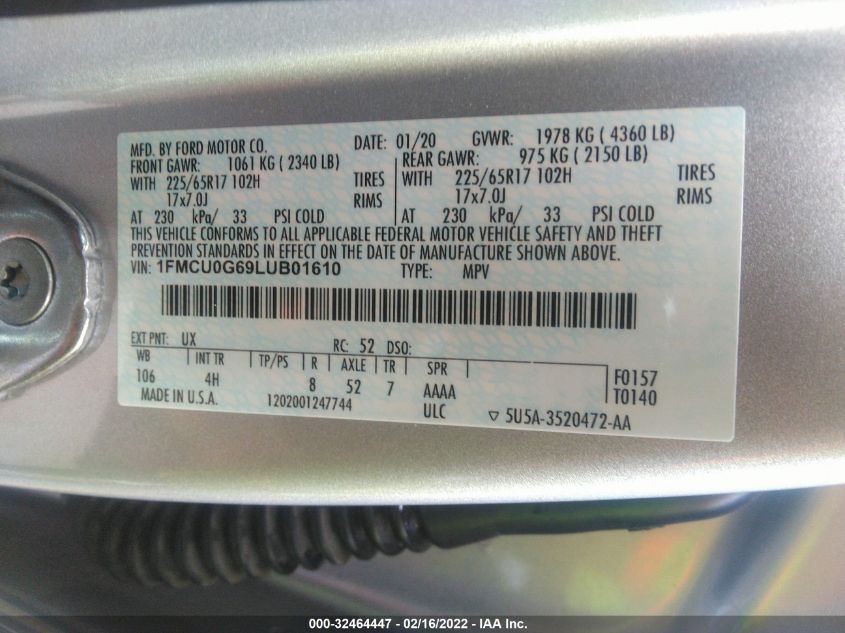 MFD. BY FORD MOTOR CO. DATE: 01/20 GVWR: 1978 KG ( 4360 LB)
FRONT GAWR: 1061 KG ( 2340 LB) REAR GAWR: 975 KG ( 2150 LB)
WITH 225/65R17 102H TIRES WITH 225/65R17 102H TIRES
17x7.0J RIMS 17x7.0J RIMS
AT 230 kPa/ 33 PSI COLD AT 230 kPa/ 33 PSI COLD
THIS VEHICLE CONFORMS TO ALL APPLICABLE FEDERAL MOTOR VEHICLE SAFETY AND THEFT
PREVENTION STANDARDS IN EFFECT ON THE DATE OF MANUFACTURE SHOWN ABOVE.
VIN: 1FMCU0G69LUB01610 TYPE: MPV
EXT PNT: UX RC: 52 DSO:
WB INT TR TP/PS R AXLE TR SPR
106 4H 8 52 7 AAAA F0157
MADE IN U.S.A. 1202001247744 ULC T0140
▽ 5U5A-3520472-AA
000-32464447 - 02/16/2022 - IAA Inc.